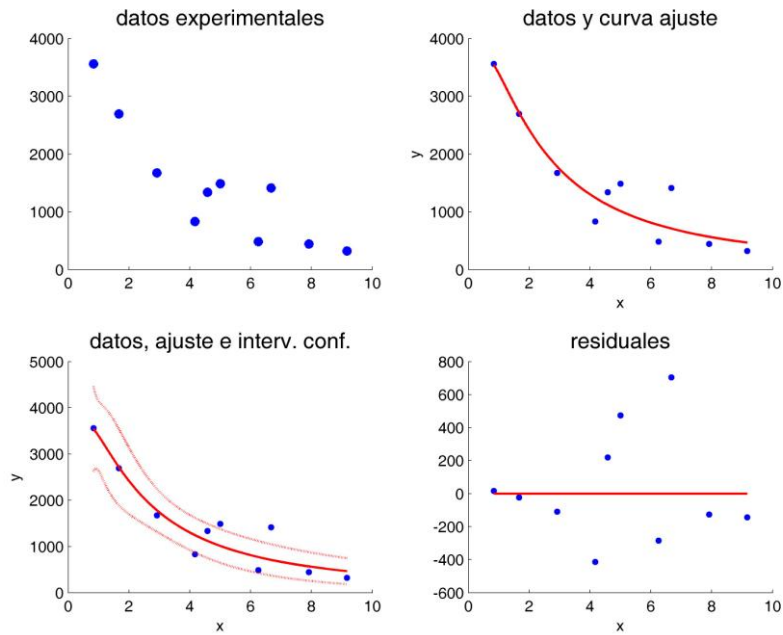 datos experimentales
4000
3000
2000
1000
0
0 2 4 6 8 10
datos y curva ajuste
4000
3000
y
2000
1000
0
0 2 4 6 8 10
x
datos, ajuste e interv. conf.
5000
4000
3000
y
2000
1000
0
0 2 4 6 8 10
x
residuales
800
600
400
200
0
-200
-400
-600
0 2 4 6 8 10
x